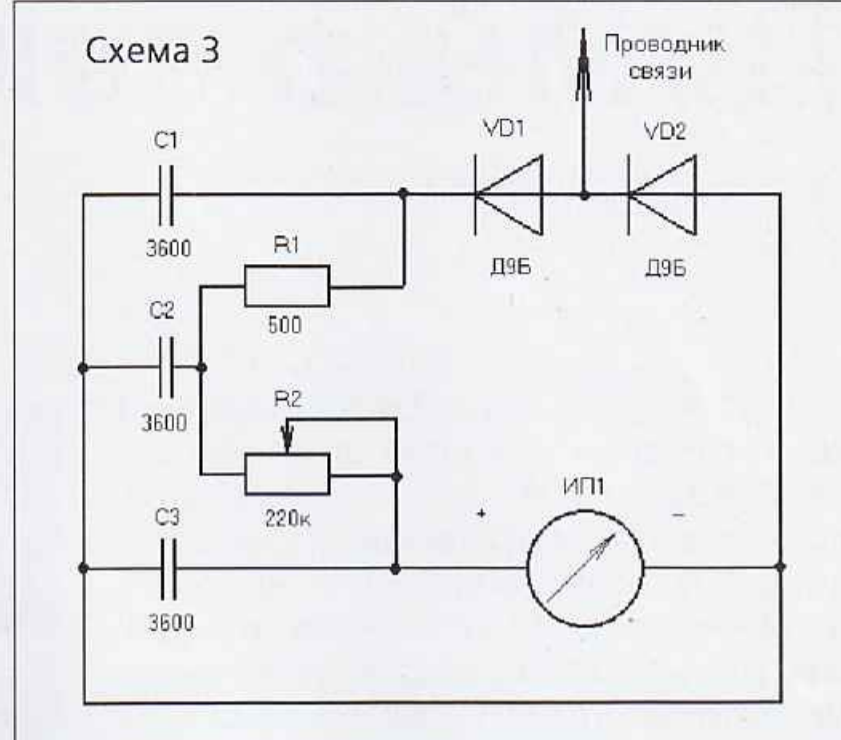 Схема 3
Проводник
связи
C1
VD1
VD2
3600
R1
Д9Б
Д9Б
C2
500
3600
R2
ИП1
C3
220к
+
−
3600